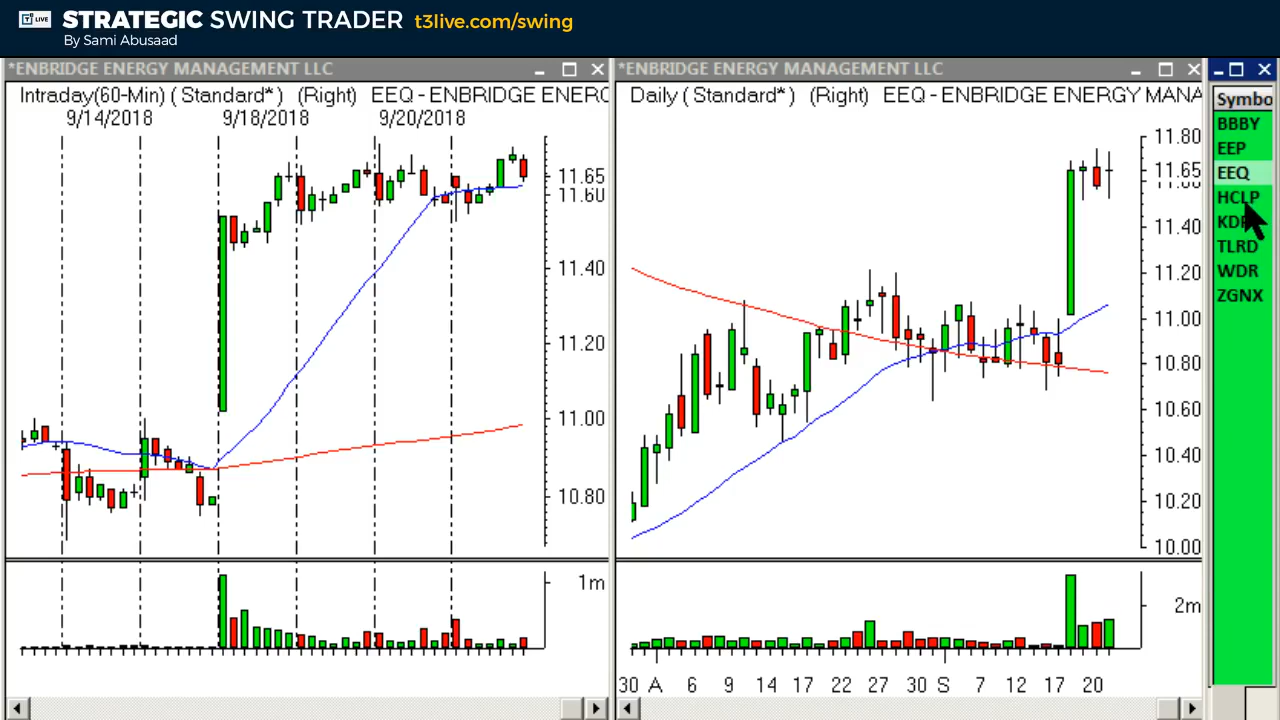 T3 LIVE STRATEGIC SWING TRADER t3live.com/swing
By Sami Abusaad
*ENBRIDGE ENERGY MANAGEMENT LLC
Intraday(60-Min) (Standard*) (Right) EEQ - ENBRIDGE ENERG
9/14/2018 9/18/2018 9/20/2018
11.65
11.60
11.40
11.20
11.00
10.80
1m
*ENBRIDGE ENERGY MANAGEMENT LLC
Daily (Standard*) (Right) EEQ - ENBRIDGE ENERGY MANA
11.80
11.65
11.60
11.40
11.20
11.00
10.80
10.60
10.40
10.20
10.00
2m
30 A 6 9 14 17 22 27 30 S 7 12 17 20
Symbo
BBBY
EEP
EEQ
HCLP
KDP
TLRD
WDR
ZGNX